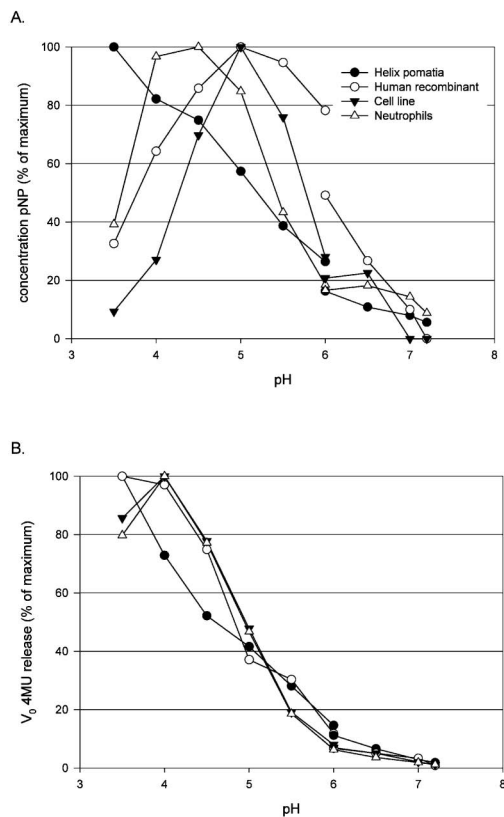 A.
concentration pNP (% of maximum)
100
80
60
40
20
0
Helix pomatia
Human recombinant
Cell line
Neutrophils
3 4 5 6 7 8
pH
B.
V₀ 4MU release (% of maximum)
100
80
60
40
20
0
3 4 5 6 7 8
pH